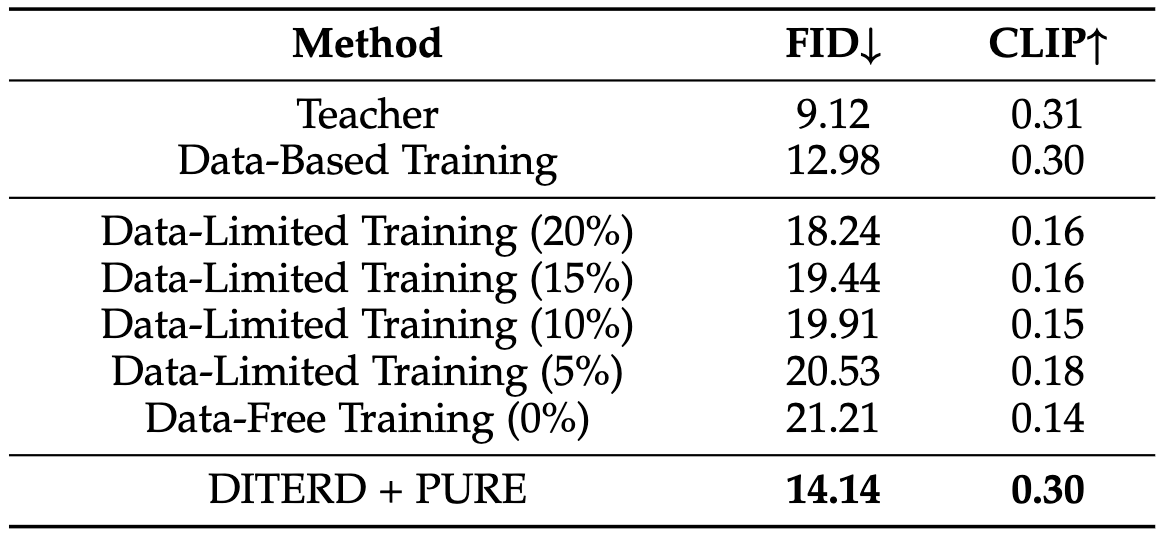 Method FID↓ CLIP↑
Teacher 9.12 0.31
Data-Based Training 12.98 0.30
Data-Limited Training (20%) 18.24 0.16
Data-Limited Training (15%) 19.44 0.16
Data-Limited Training (10%) 19.91 0.15
Data-Limited Training (5%) 20.53 0.18
Data-Free Training (0%) 21.21 0.14
DITERD + PURE 14.14 0.30